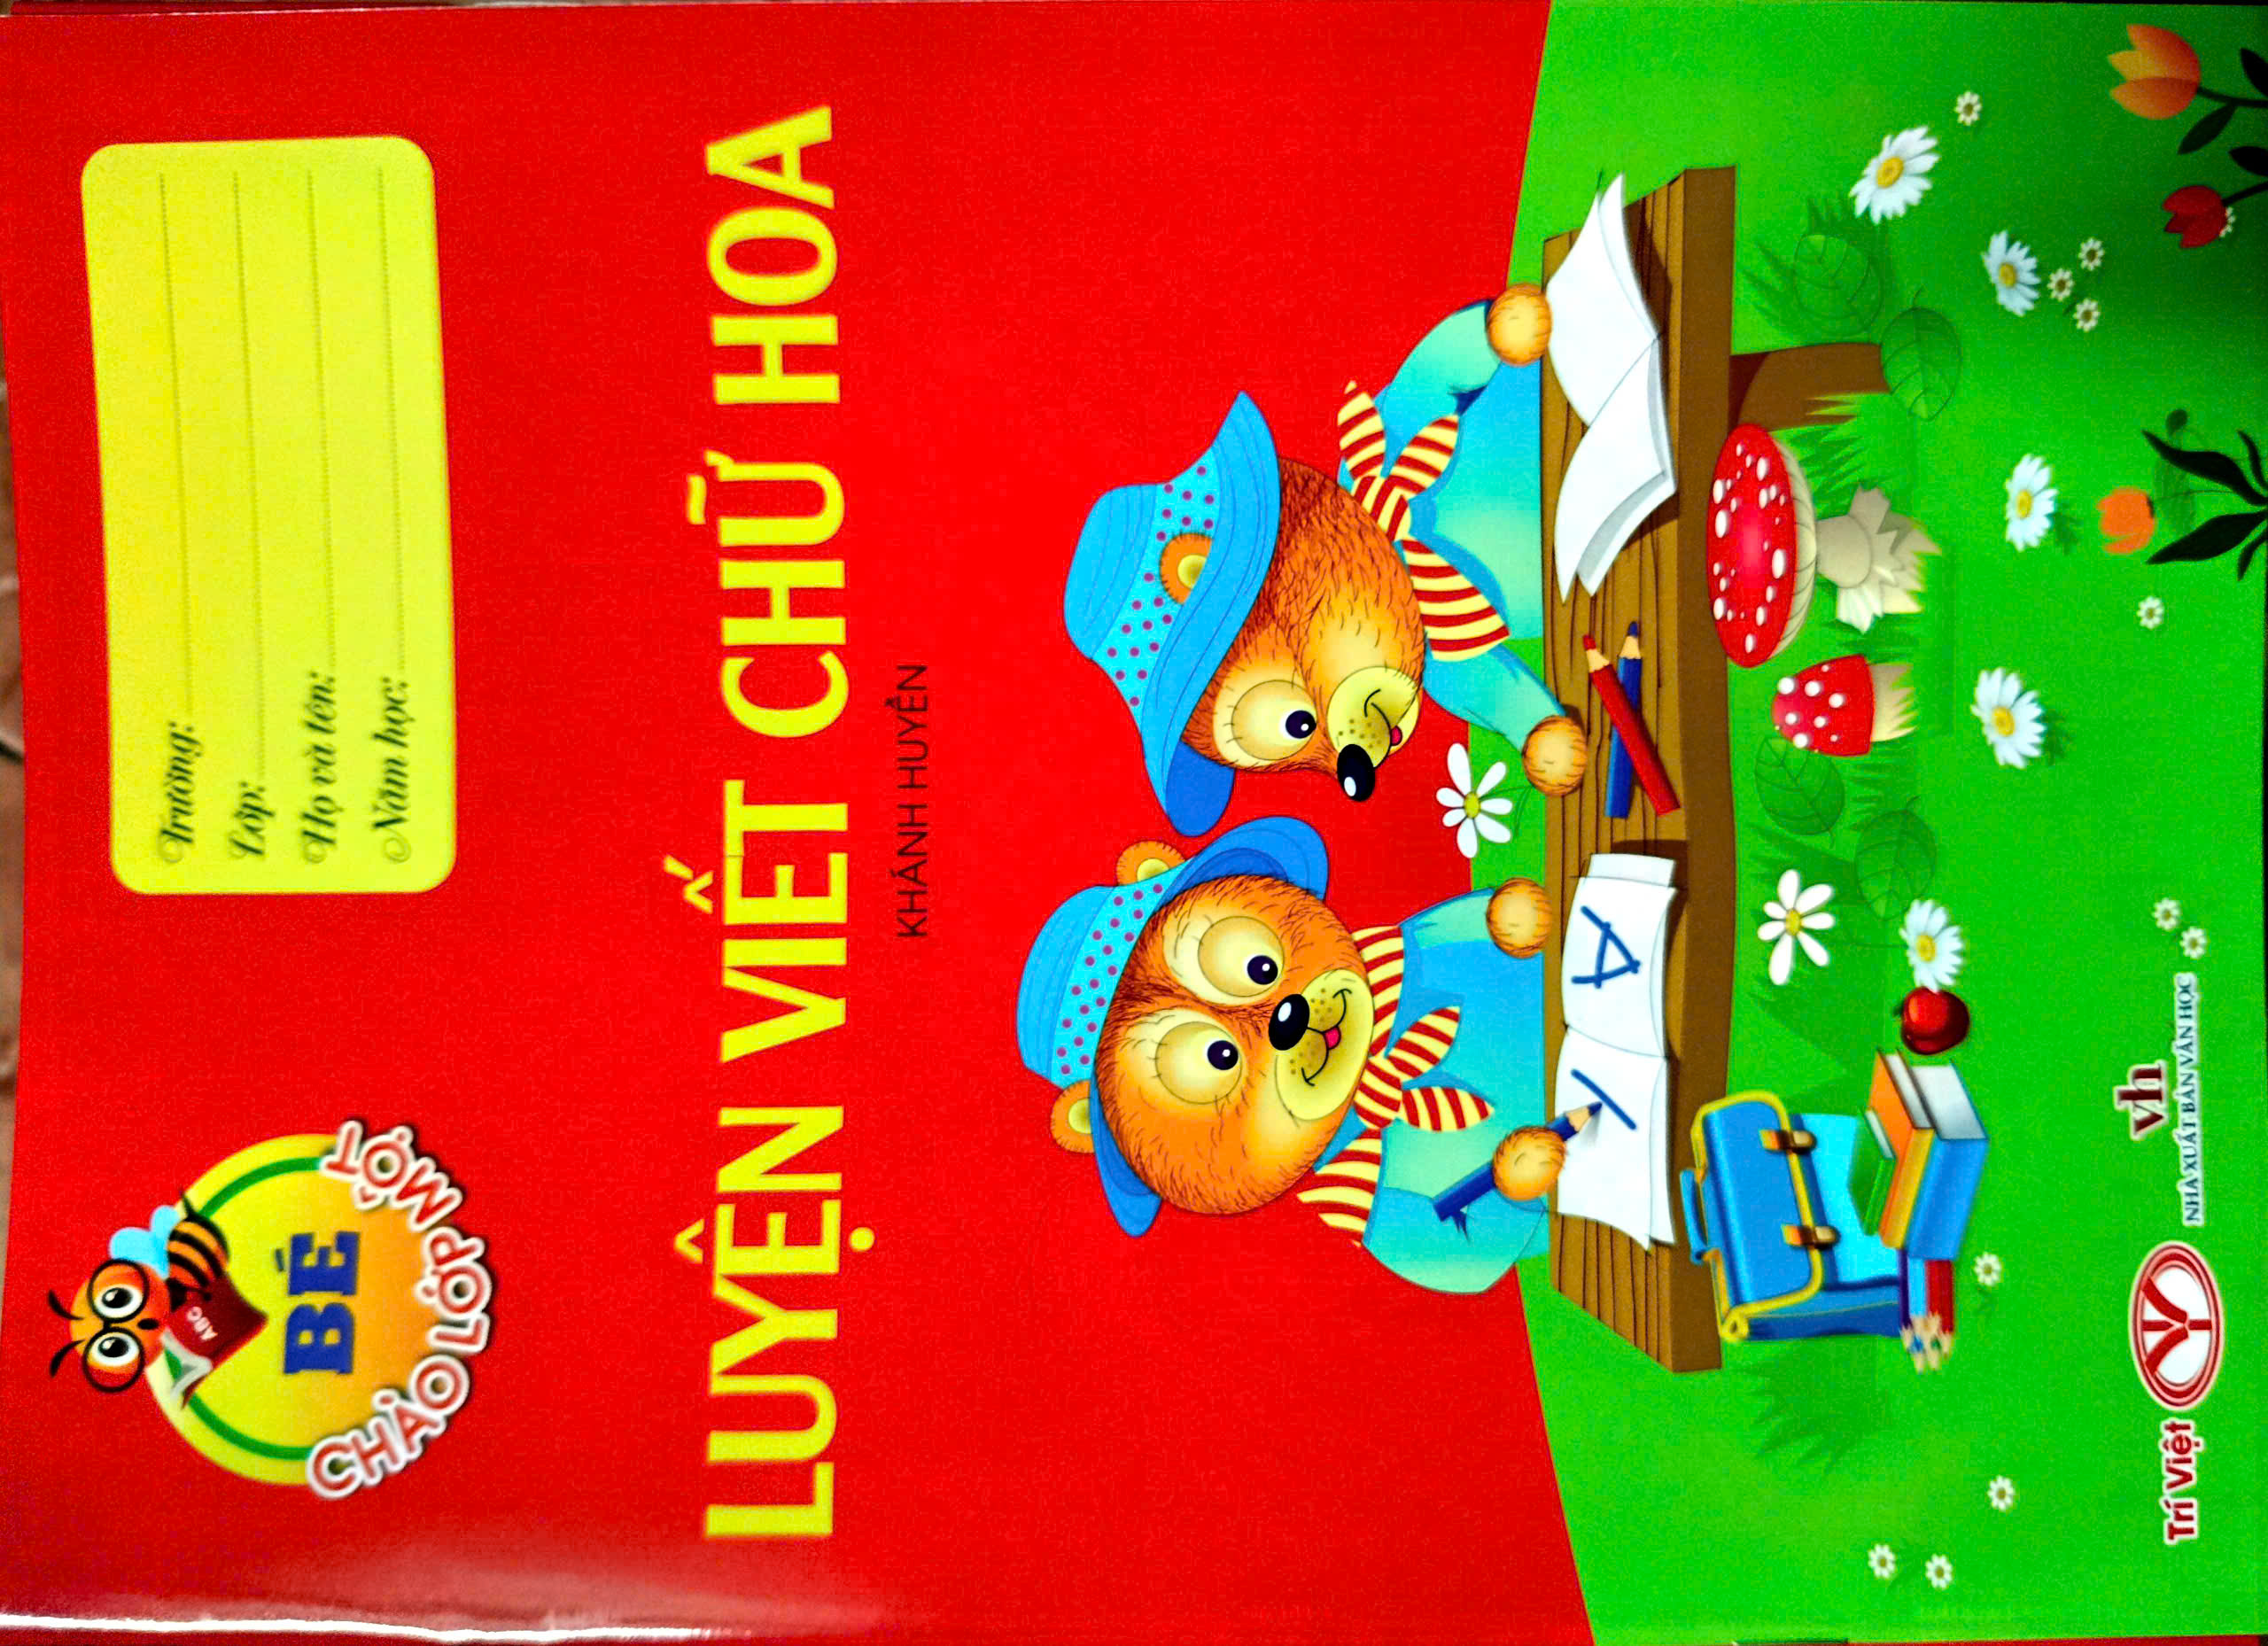 BÉ
CHÀO LỚP MỘT
ABC
Trường:
Lớp:
Họ và tên:
Năm học:
LUYỆN VIẾT CHỮ HOA
KHÁNH HUYỀN
A
Trí Việt
vh
NHÀ XUẤT BẢN VĂN HỌC